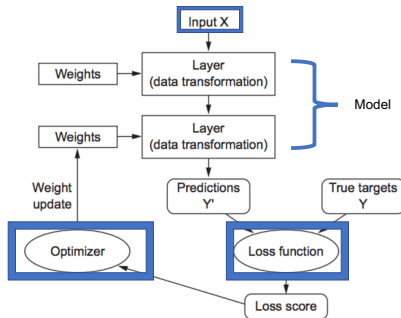 Input X
Layer
(data transformation)
Weights
Model
Layer
(data transformation)
Weights
Weight
update
Predictions
Y'
True targets
Y
Optimizer
Loss function
Loss score